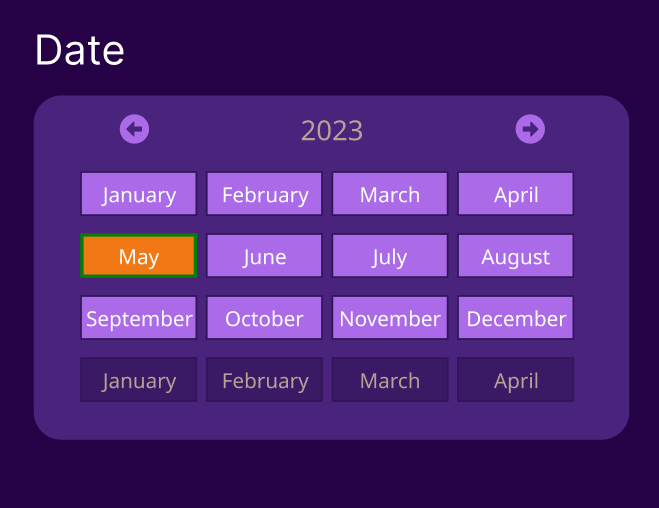 Date
2023
January February March April
May June July August
September October November December
January February March April